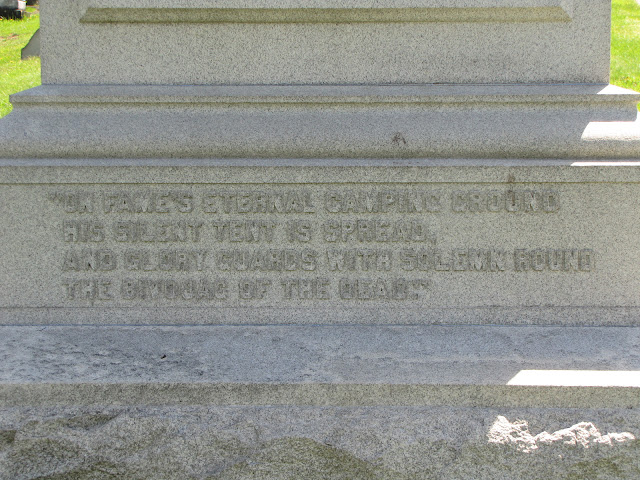 "ON FAME'S ETERNAL CAMPING GROUND
HIS SILENT TENT IS SPREAD,
AND GLORY GUARDS WITH SOLEMN ROUND
THE BIVOUAC OF THE DEAD."